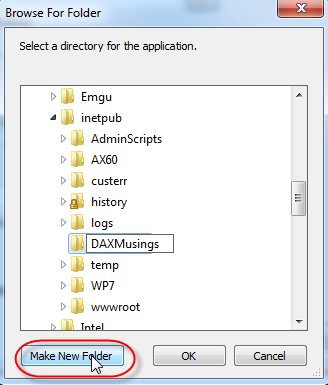 Browse For Folder
Select a directory for the application.
Emgu
inetpub
AdminScripts
AX60
custerr
history
logs
DAXMusings
temp
WP7
wwwroot
Intel
Make New Folder
OK
Cancel